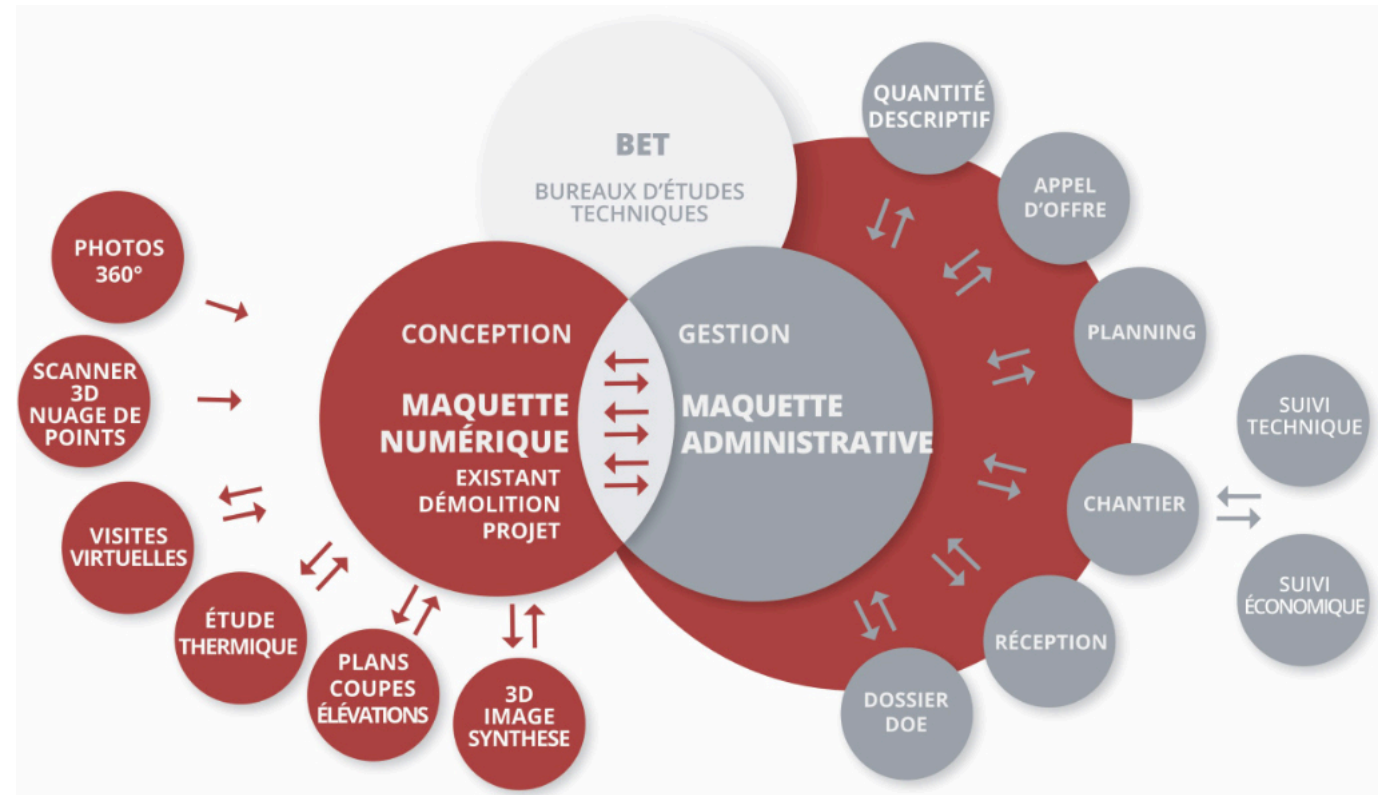 BET
BUREAUX D'ÉTUDES
TECHNIQUES
PHOTOS
360°
SCANNER
3D
NUAGE DE
POINTS
VISITES
VIRTUELLES
ÉTUDE
THERMIQUE
PLANS
COUPES
ÉLÉVATIONS
3D
IMAGE
SYNTHESE
CONCEPTION
MAQUETTE
NUMÉRIQUE
EXISTANT
DÉMOLITION
PROJET
GESTION
MAQUETTE
ADMINISTRATIVE
QUANTITÉ
DESCRIPTIF
APPEL
D'OFFRE
PLANNING
CHANTIER
RÉCEPTION
DOSSIER
DOE
SUIVI
TECHNIQUE
SUIVI
ÉCONOMIQUE